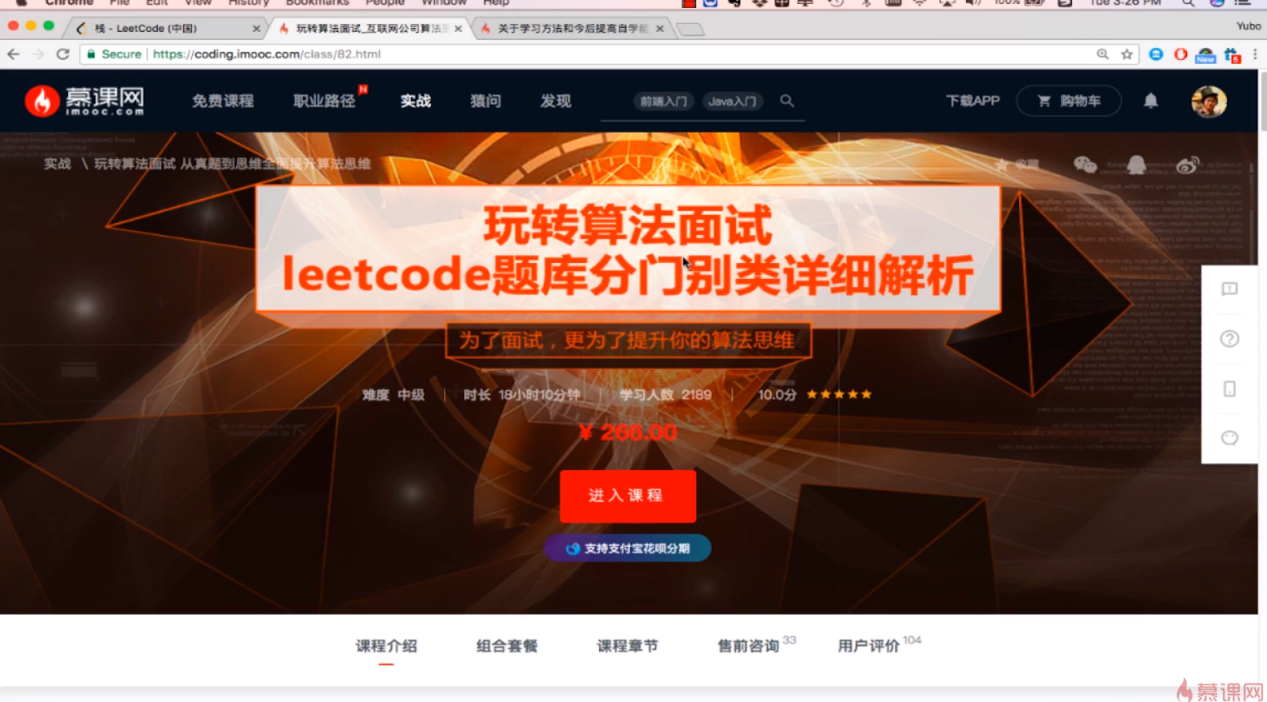 Chrome File Edit View History Bookmarks People Window Help 100% Tue 3:26 PM
栈 - LeetCode (中国) 玩转算法面试_互联网公司算法面 关于学习方法和今后提高自学能 Yubo
Secure https://coding.imooc.com/class/82.html New
慕课网 imooc.com 免费课程 职业路径 N 实战 猿问 发现 前端入门 Java入门 下载APP 购物车
实战 \ 玩转算法面试 从真题到思维全面提升算法思维 收藏
玩转算法面试
leetcode题库分门别类详细解析
为了面试，更为了提升你的算法思维
难度 中级 | 时长 18小时10分钟 | 学习人数 2189 | 10.0分
¥ 266.00
进入课程
支持支付宝花呗分期
课程介绍 组合套餐 课程章节 售前咨询 33 用户评价 104
慕课网